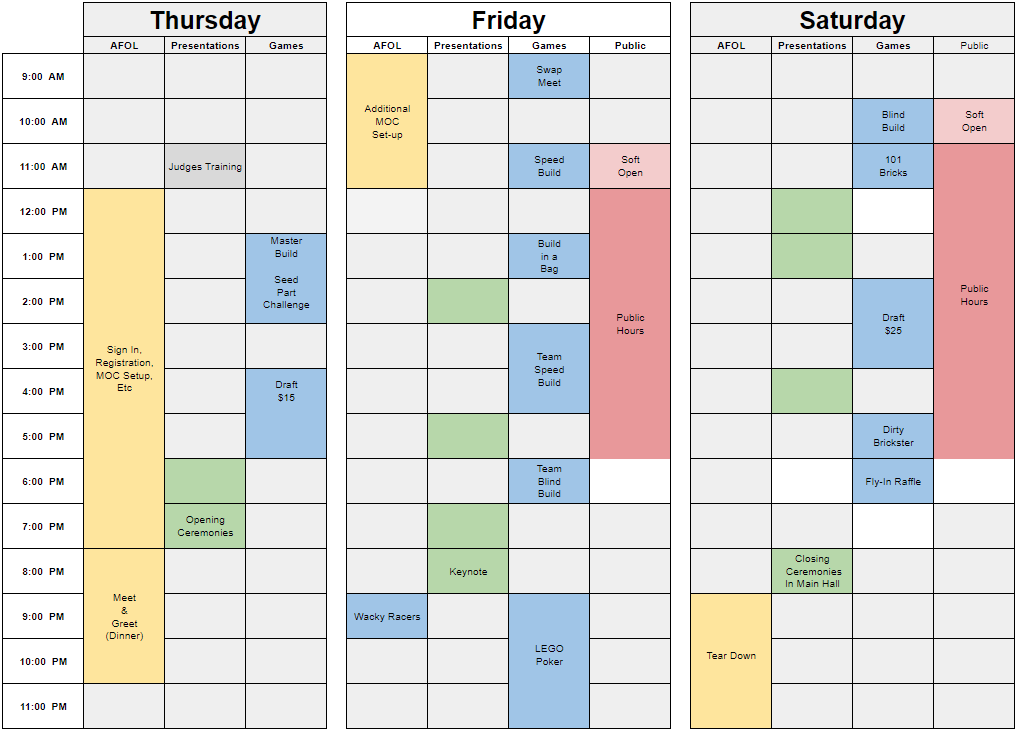 Thursday
Friday
Saturday
AFOL
Presentations
Games
AFOL
Presentations
Games
Public
AFOL
Presentations
Games
Public
9:00 AM
Swap
Meet
Additional
MOC
Set-up
10:00 AM
Blind
Build
Soft
Open
11:00 AM
Judges Training
Speed
Build
Soft
Open
101
Bricks
12:00 PM
1:00 PM
Master
Build
Seed
Part
Challenge
Build
in a
Bag
2:00 PM
Public
Hours
Draft
$25
Public
Hours
3:00 PM
Sign In,
Registration,
MOC Setup,
Etc
Team
Speed
Build
4:00 PM
Draft
$15
5:00 PM
Dirty
Brickster
6:00 PM
Team
Blind
Build
Fly-In Raffle
7:00 PM
Opening
Ceremonies
8:00 PM
Keynote
Closing
Ceremonies
In Main Hall
9:00 PM
Meet
&
Greet
(Dinner)
Wacky Racers
10:00 PM
LEGO
Poker
Tear Down
11:00 PM